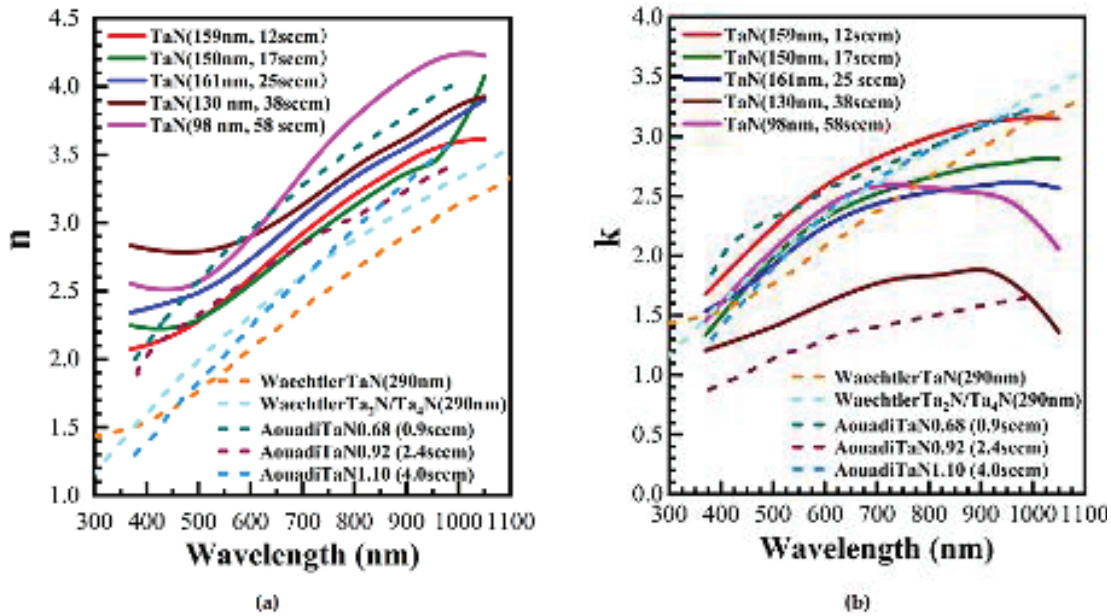 4.5
4.0
3.5
3.0
2.5
2.0
1.5
1.0
n
TaN(159nm, 12sccm)
TaN(150nm, 17sccm)
TaN(161nm, 25sccm)
TaN(130 nm, 38sccm)
TaN(98 nm, 58 sccm)
WaechtlerTaN(290nm)
WaechtlerTa₂N/Ta₄N(290nm)
AouadiTaN0.68 (0.9sccm)
AouadiTaN0.92 (2.4sccm)
AouadiTaN1.10 (4.0sccm)
300 400 500 600 700 800 900 1000 1100
Wavelength (nm)
(a)
4.0
3.5
3.0
2.5
2.0
1.5
1.0
0.5
0.0
k
TaN(159nm, 12sccm)
TaN(150nm, 17sccm)
TaN(161nm, 25 sccm)
TaN(130nm, 38sccm)
TaN(98nm, 58sccm)
WaechtlerTaN(290nm)
WaechtlerTa₂N/Ta₄N(290nm)
AouadiTaN0.68 (0.9sccm)
AouadiTaN0.92 (2.4sccm)
AouadiTaN1.10 (4.0sccm)
300 400 500 600 700 800 900 1000 1100
Wavelength (nm)
(b)